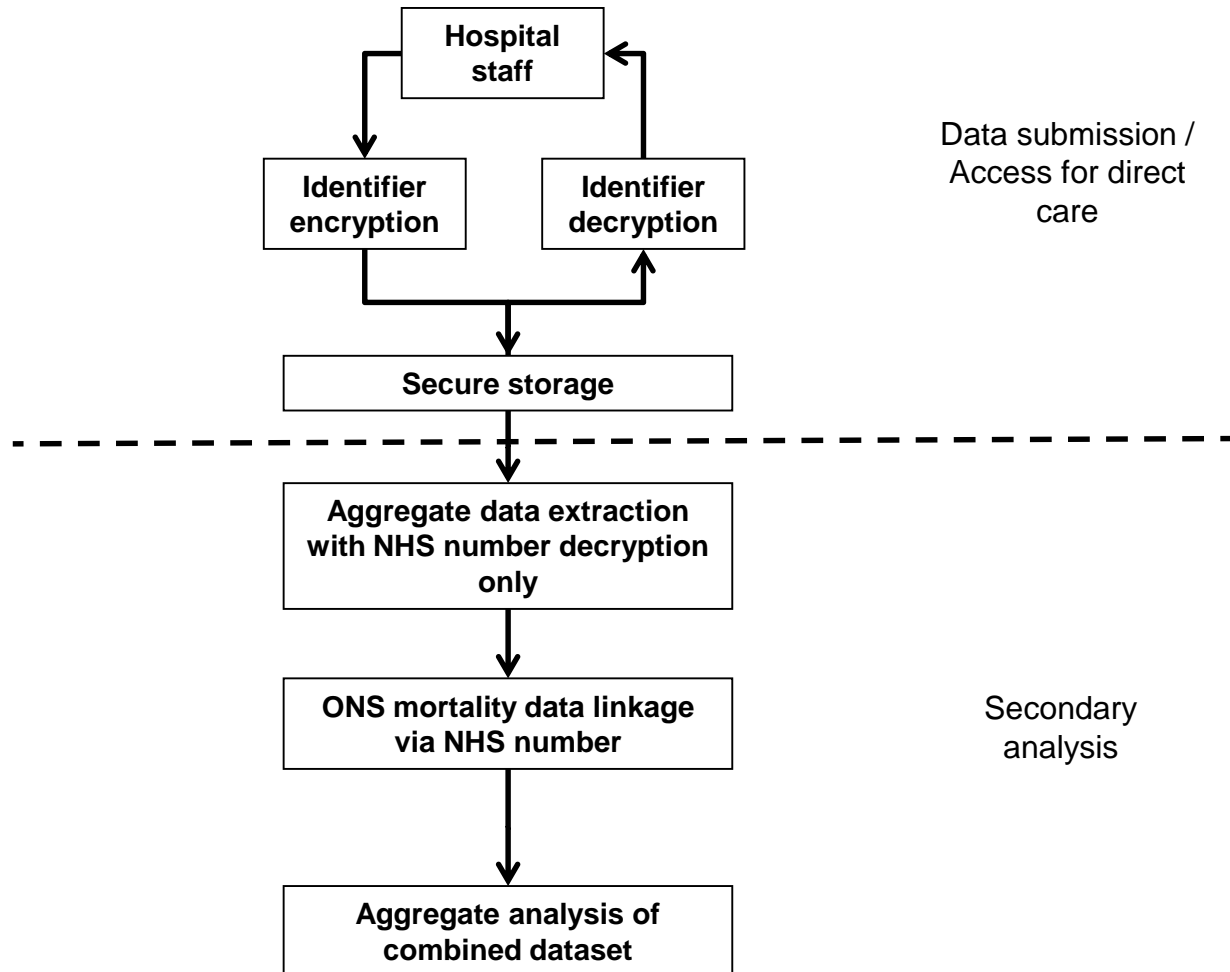 Hospital
staff
Data submission /
Access for direct
care
Identifier
encryption
Identifier
decryption
Secure storage
Aggregate data extraction
with NHS number decryption
only
ONS mortality data linkage
via NHS number
Secondary
analysis
Aggregate analysis of
combined dataset